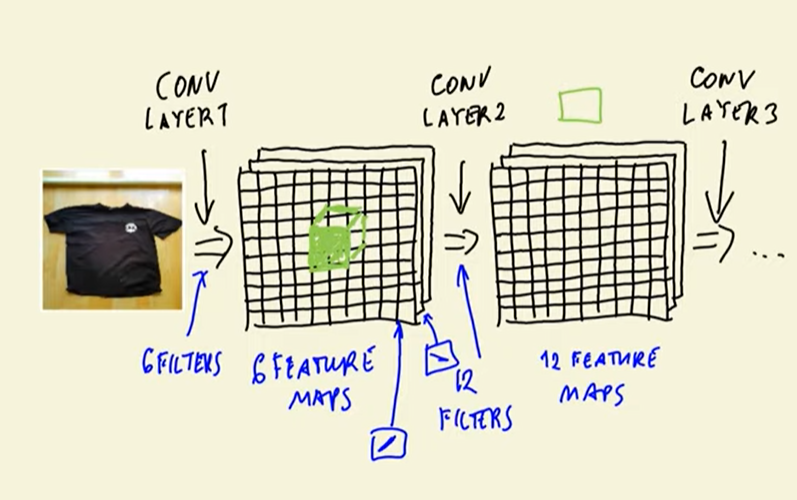 CONV
LAYER1
CONV
LAYER2
CONV
LAYER3
...
6 FILTERS
6 FEATURE
MAPS
12
FILTERS
12 FEATURE
MAPS